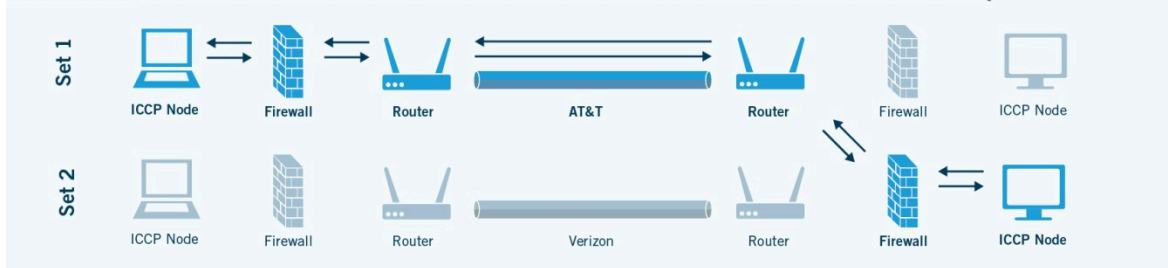 Set 1
ICCP Node Firewall Router AT&T Router Firewall ICCP Node
Set 2
ICCP Node Firewall Router Verizon Router Firewall ICCP Node